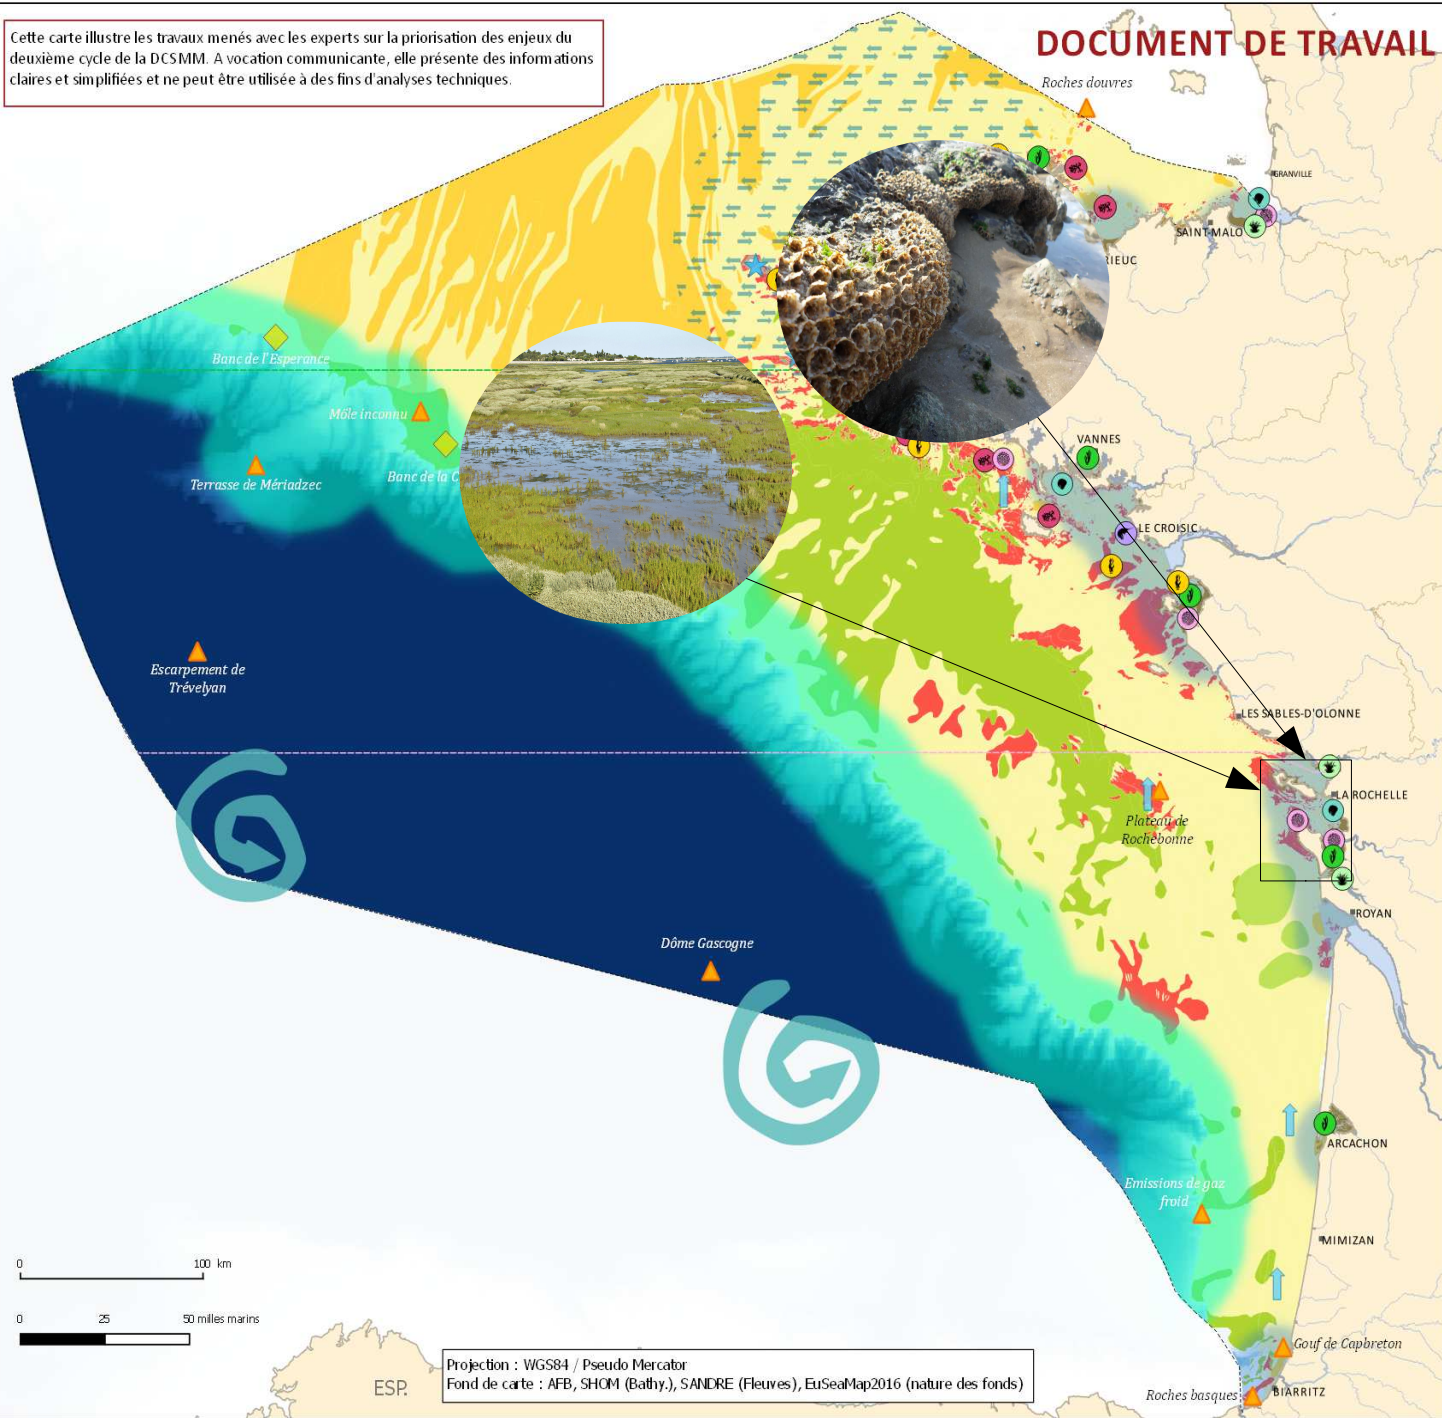 Cette carte illustre les travaux menés avec les experts sur la priorisation des enjeux du
deuxième cycle de la DCSMM. A vocation communicante, elle présente des informations
claires et simplifiées et ne peut être utilisée à des fins d'analyses techniques.
DOCUMENT DE TRAVAIL
Roches douvres
GRANVILLE
SAINT-MALO
RIEUC
Banc de l'Esperance
Môle inconnu
Banc de la C
Terrasse de Mériadzec
VANNES
LE CROISIC
Escarpement de
Trévelyan
LES SABLES-D'OLONNE
LA ROCHELLE
Plateau de
Rochebonne
ROYAN
Dôme Gascogne
ARCACHON
Emissions de gaz
froid
MIMIZAN
0 100 km
0 25 50 milles marins
Gouf de Capbreton
Projection : WGS84 / Pseudo Mercator
Fond de carte : AFB, SHOM (Bathy.), SANDRE (Fleuves), EuSeaMap2016 (nature des fonds)
ESP.
Roches basques
BIARRITZ